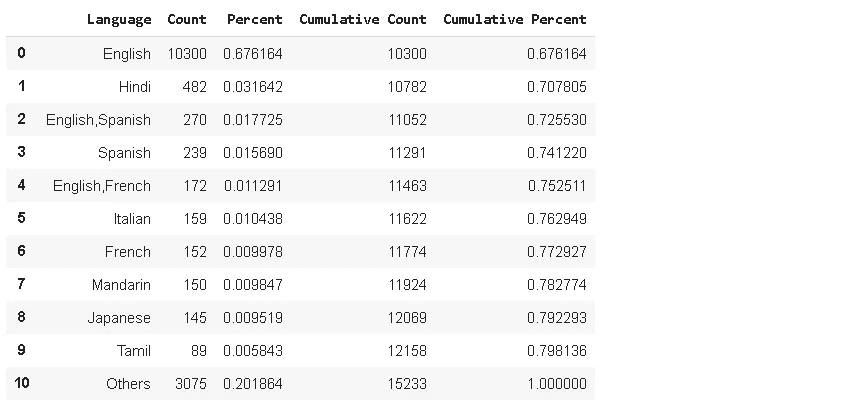 Language Count Percent Cumulative Count Cumulative Percent
0 English 10300 0.676164 10300 0.676164
1 Hindi 482 0.031642 10782 0.707805
2 English,Spanish 270 0.017725 11052 0.725530
3 Spanish 239 0.015690 11291 0.741220
4 English,French 172 0.011291 11463 0.752511
5 Italian 159 0.010438 11622 0.762949
6 French 152 0.009978 11774 0.772927
7 Mandarin 150 0.009847 11924 0.782774
8 Japanese 145 0.009519 12069 0.792293
9 Tamil 89 0.005843 12158 0.798136
10 Others 3075 0.201864 15233 1.000000